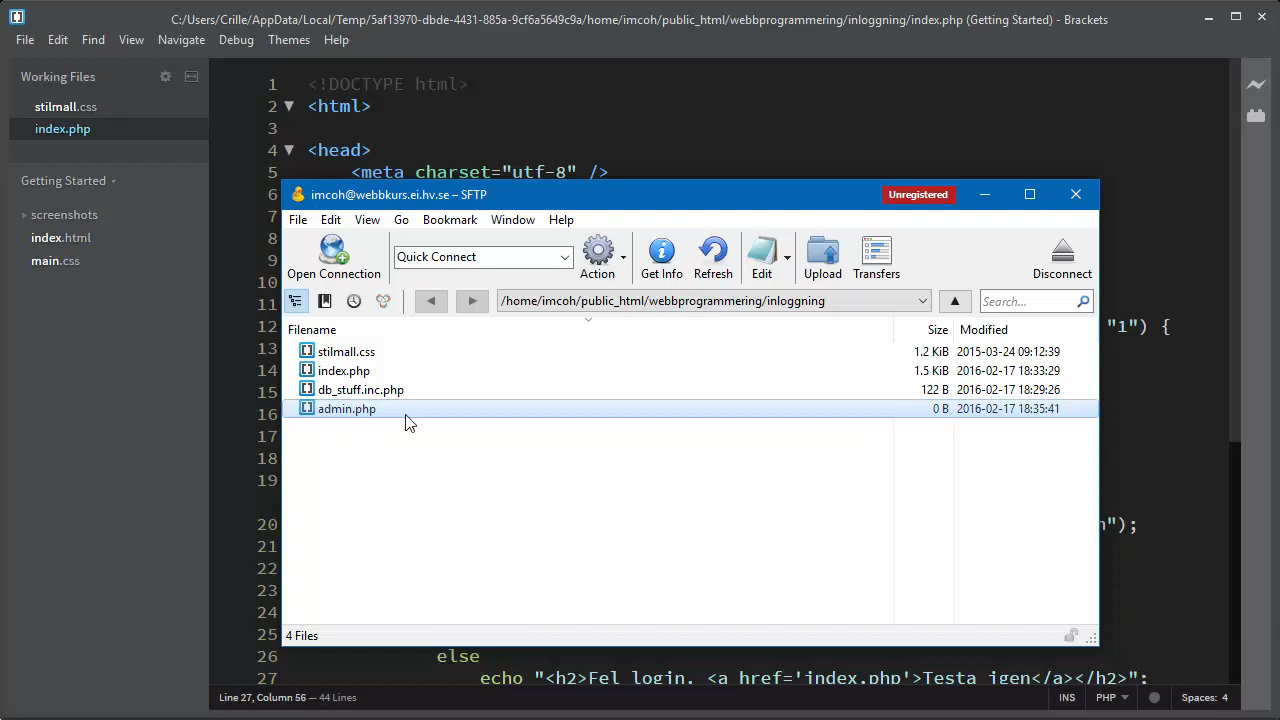 C:/Users/Crille/AppData/Local/Temp/5af13970-dbde-4431-885a-9cf6a5649c9a/home/imcoh/public_html/webbprogrammering/inloggning/index.php (Getting Started) - Brackets
File Edit Find View Navigate Debug Themes Help
Working Files
stilmall.css
index.php
Getting Started
screenshots
index.html
main.css
1 <!DOCTYPE html>
2 <html>
3
4 <head>
5 <meta charset="utf-8" />
6
7
8
9
10
11
12 "1") {
13
14
15
16
17
18
19
20 n");
21
22
23
24
25
26 else
27 echo "<h2>Fel login. <a href='index.php'>Testa igen</a></h2>";
imcoh@webbkurs.ei.hv.se – SFTP Unregistered
File Edit View Go Bookmark Window Help
Open Connection Quick Connect Action Get Info Refresh Edit Upload Transfers Disconnect
/home/imcoh/public_html/webbprogrammering/inloggning Search...
Filename Size Modified
stilmall.css 1.2 KiB 2015-03-24 09:12:39
index.php 1.5 KiB 2016-02-17 18:33:29
db_stuff.inc.php 122 B 2016-02-17 18:29:26
admin.php 0 B 2016-02-17 18:35:41
4 Files
Line 27, Column 56 — 44 Lines INS PHP Spaces: 4